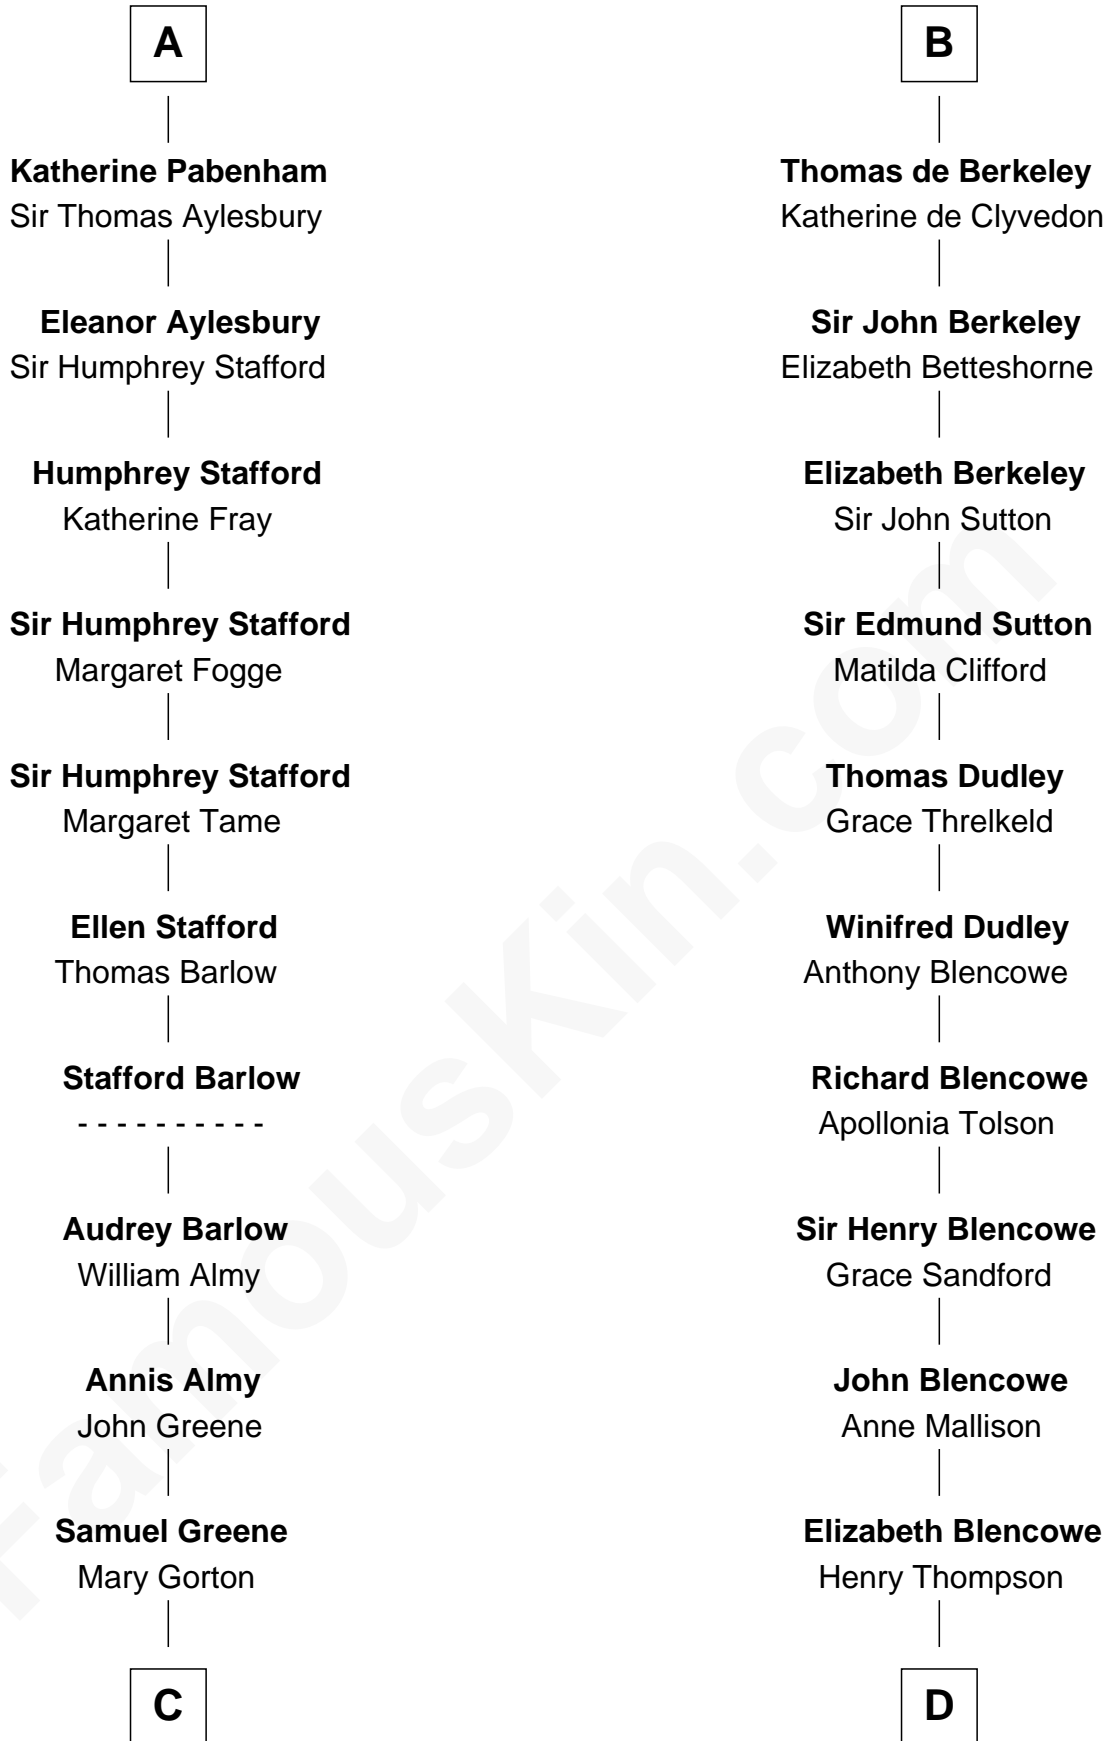 A
Katherine Pabenham
Sir Thomas Aylesbury
Eleanor Aylesbury
Sir Humphrey Stafford
Humphrey Stafford
Katherine Fray
Sir Humphrey Stafford
Margaret Fogge
Sir Humphrey Stafford
Margaret Tame
Ellen Stafford
Thomas Barlow
Stafford Barlow
- - - - - - - - - -
Audrey Barlow
William Almy
Annis Almy
John Greene
Samuel Greene
Mary Gorton
C
B
Thomas de Berkeley
Katherine de Clyvedon
Sir John Berkeley
Elizabeth Betteshorne
Elizabeth Berkeley
Sir John Sutton
Sir Edmund Sutton
Matilda Clifford
Thomas Dudley
Grace Threlkeld
Winifred Dudley
Anthony Blencowe
Richard Blencowe
Apollonia Tolson
Sir Henry Blencowe
Grace Sandford
John Blencowe
Anne Mallison
Elizabeth Blencowe
Henry Thompson
D
FamousKin.com